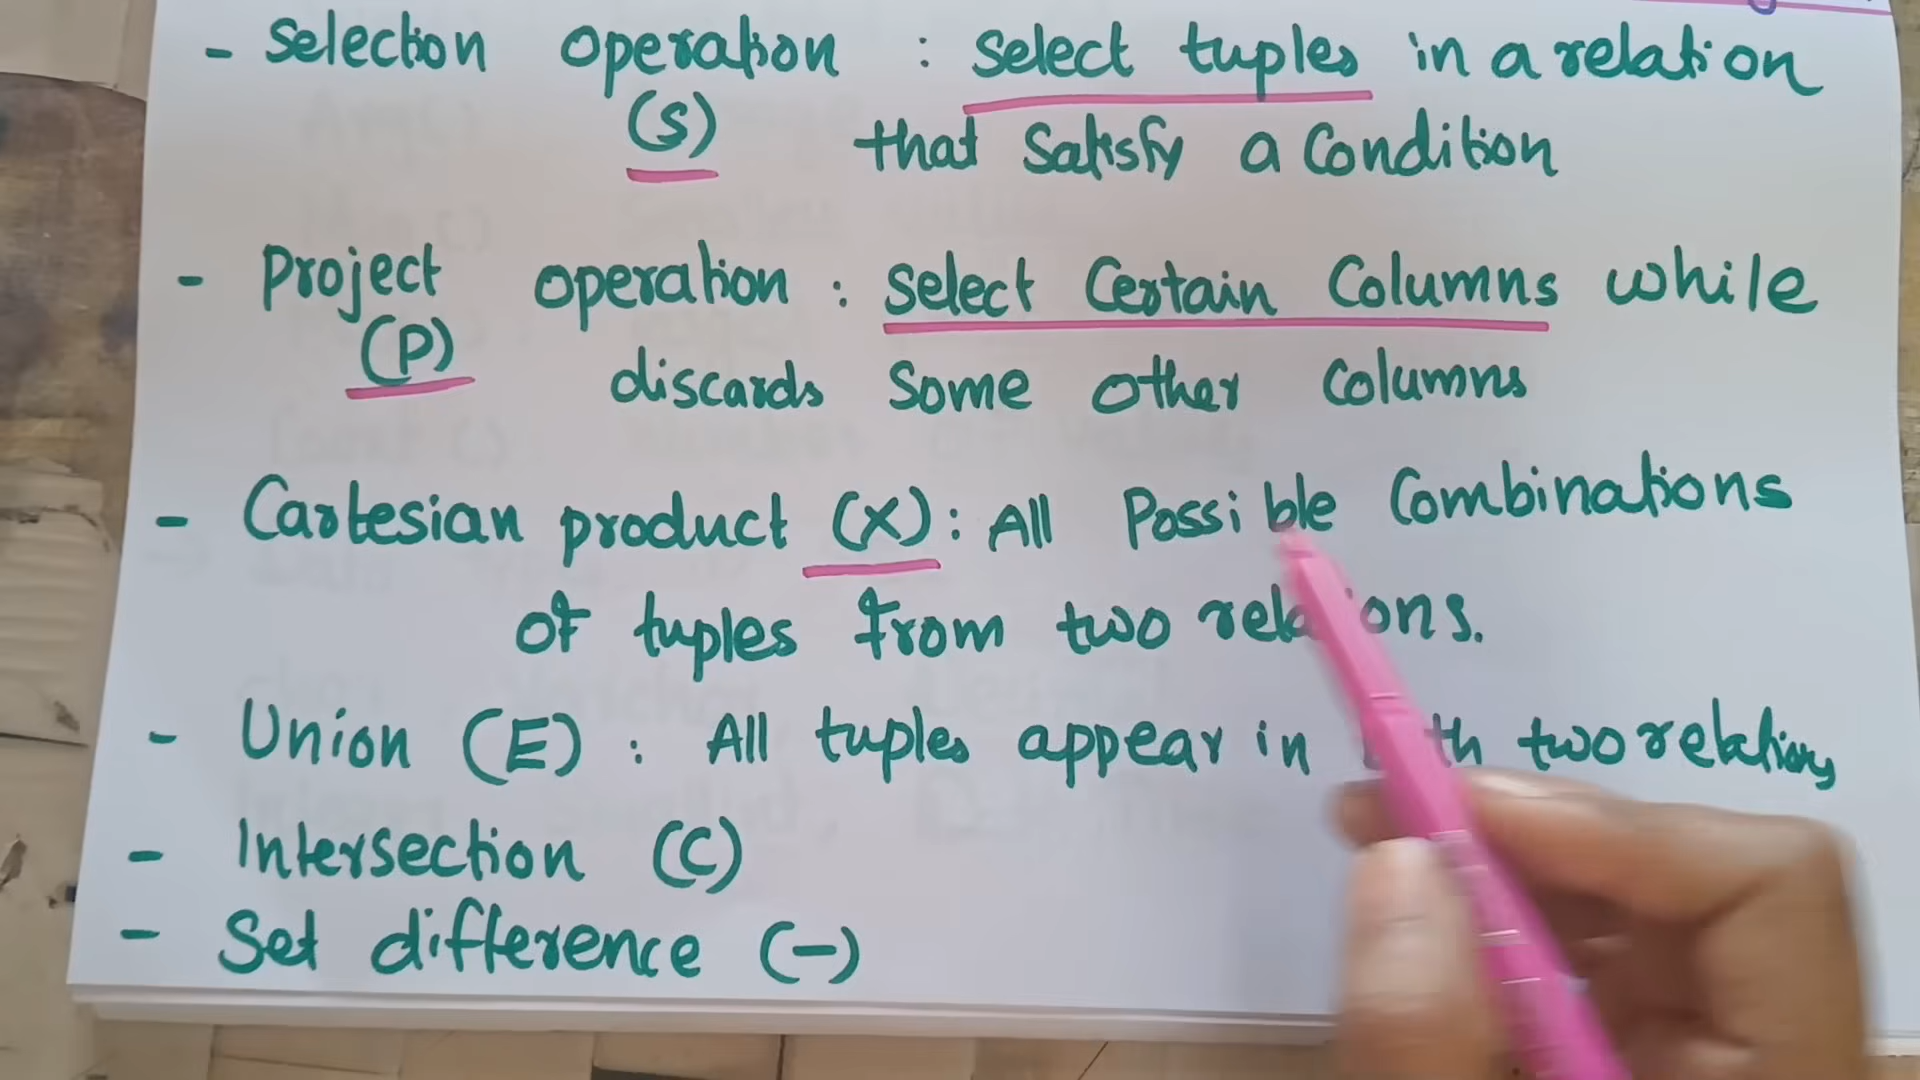 - Selection operation : Select tuples in a relation
(S) that Satisfy a Condition
- Project operation : Select Certain Columns while
(P) discards Some other Columns
- Cartesian product (X) : All Possible Combinations
of tuples from two relations.
- Union (E) : All tuples appear in two relations
- Intersection (C)
- Set difference (-)